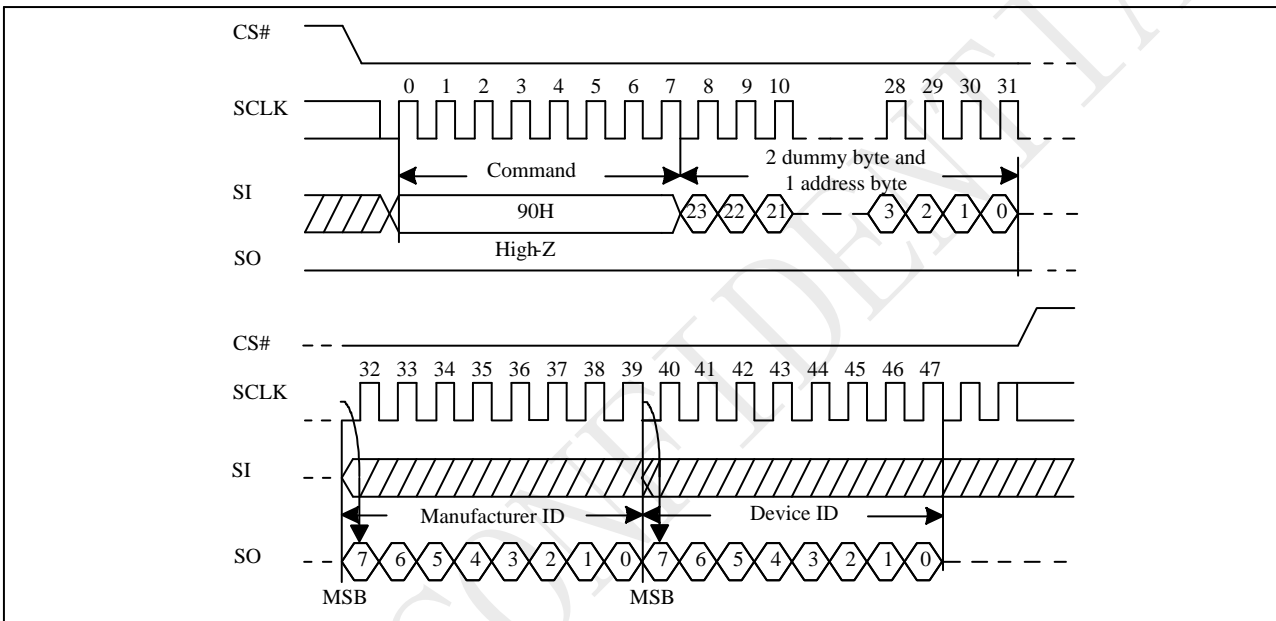 CS#
0 1 2 3 4 5 6 7 8 9 10 28 29 30 31
SCLK
Command
2 dummy byte and
1 address byte
SI
90H
23 22 21 3 2 1 0
High-Z
SO
CS#
32 33 34 35 36 37 38 39 40 41 42 43 44 45 46 47
SCLK
SI
Manufacturer ID Device ID
SO
7 6 5 4 3 2 1 0 7 6 5 4 3 2 1 0
MSB MSB